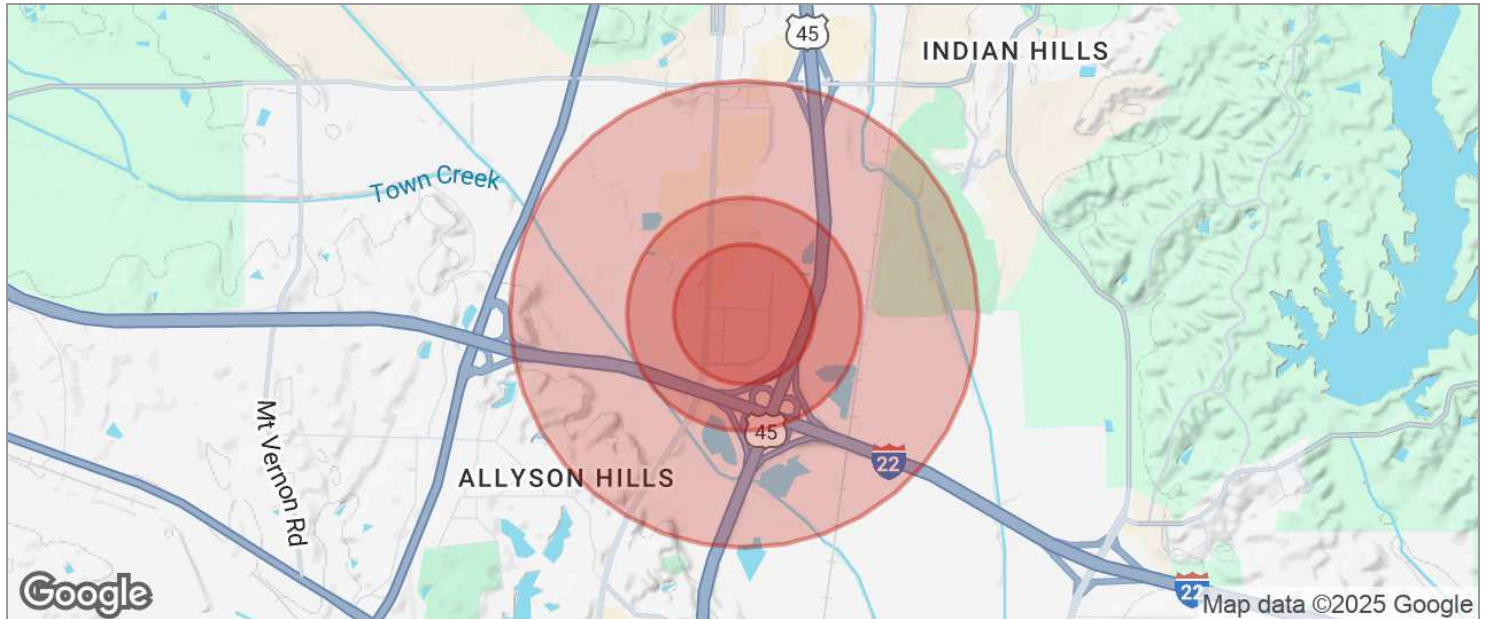 45
INDIAN HILLS
Town Creek
Mt Vernon Rd
45
22
ALLYSON HILLS
22
Google
Map data ©2025 Google